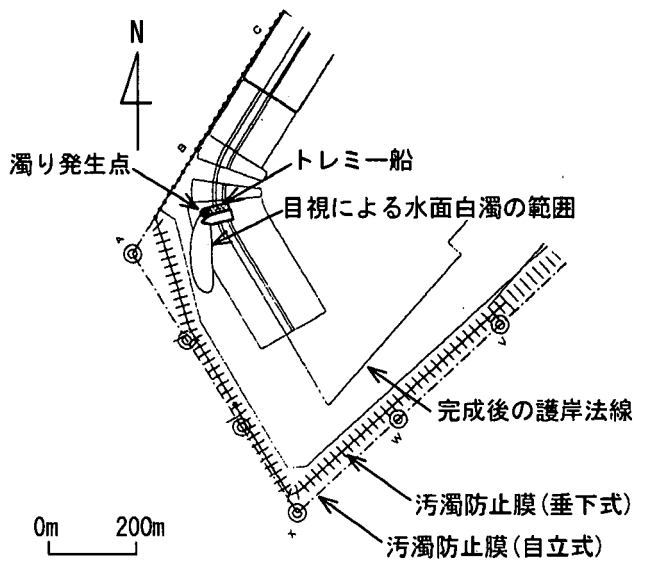 C
N
B
トレミー船
濁り発生点
目視による水面白濁の範囲
A
V
完成後の護岸法線
W
汚濁防止膜(垂下式)
X
0m 200m
汚濁防止膜(自立式)